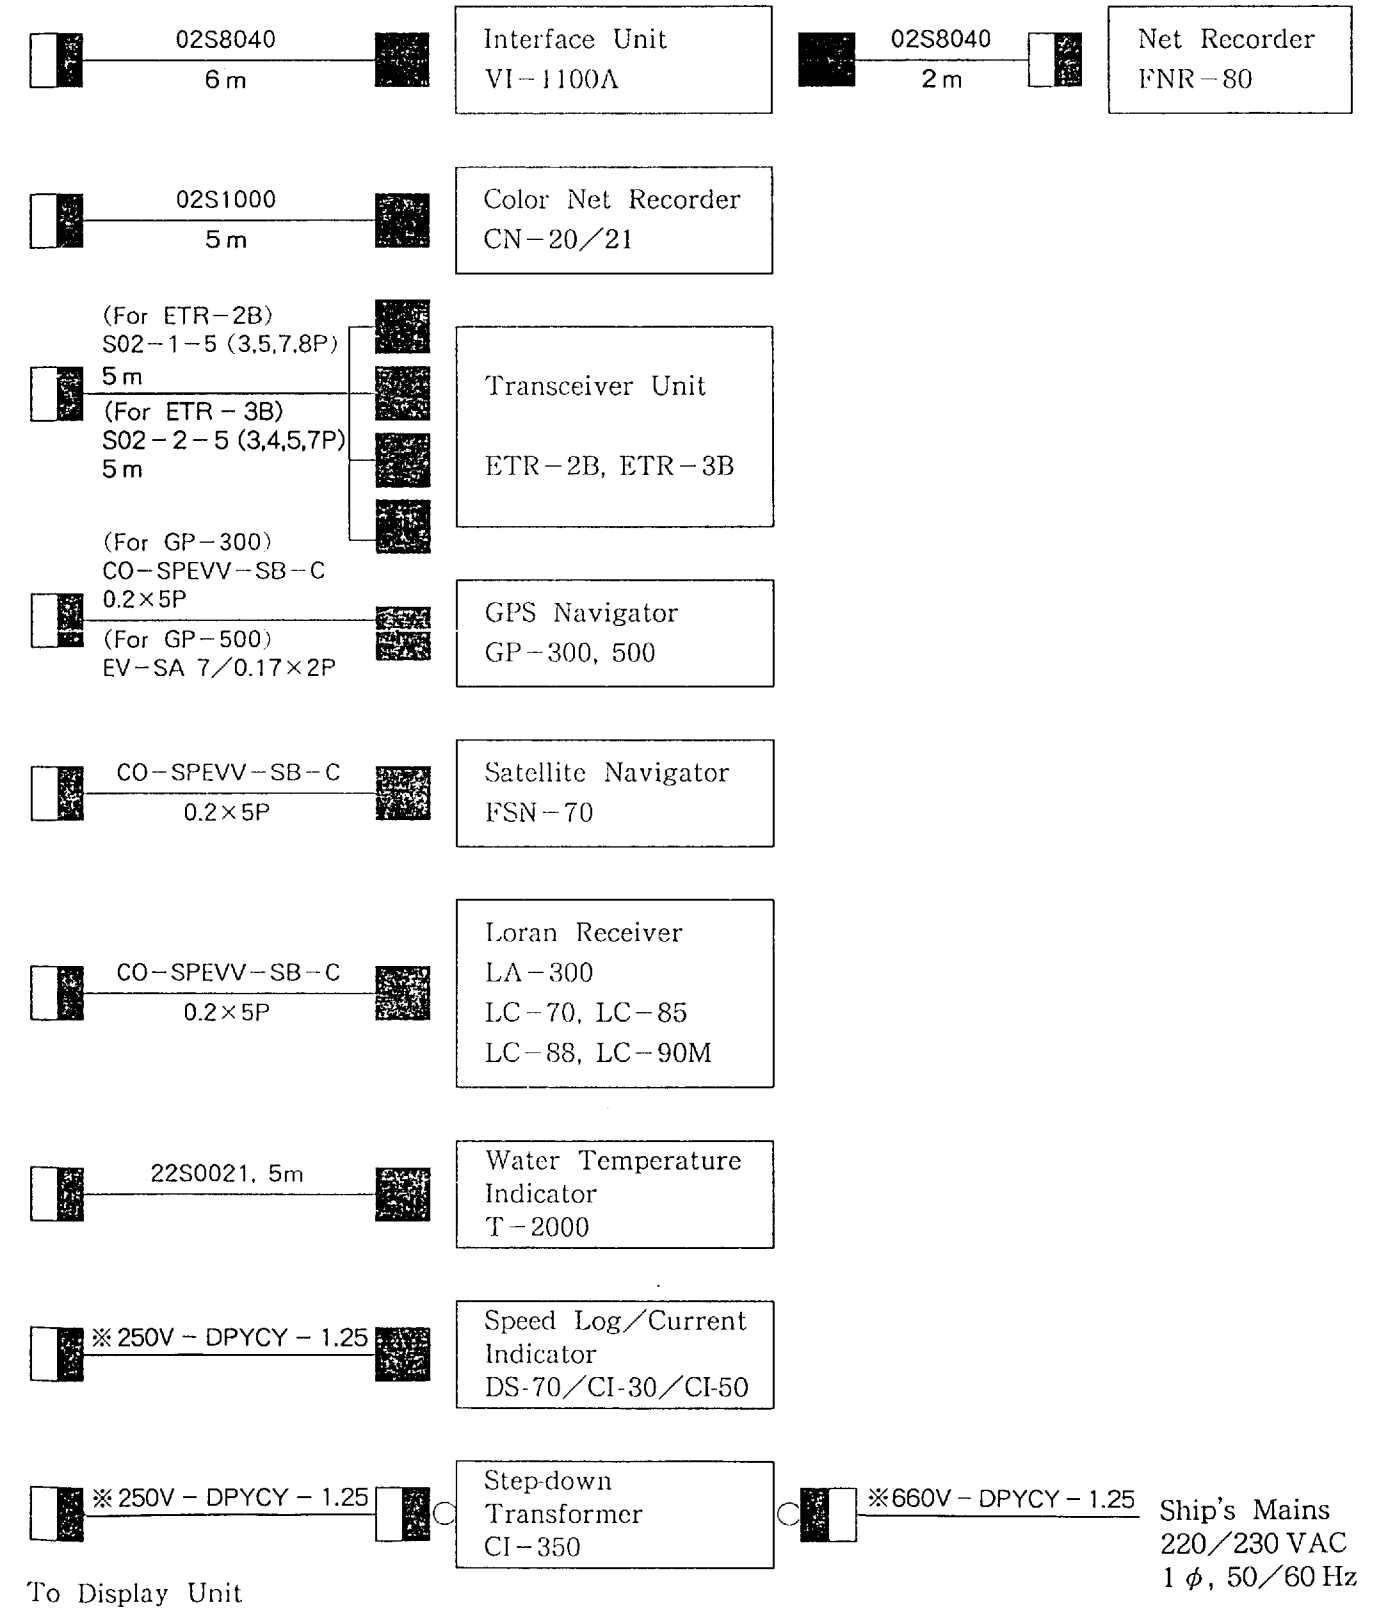 02S8040
6 m
Interface Unit
VI-1100A
02S8040
2 m
Net Recorder
FNR-80
02S1000
5 m
Color Net Recorder
CN-20/21
(For ETR-2B)
S02-1-5 (3,5,7,8P)
5 m
(For ETR-3B)
S02-2-5 (3,4,5,7P)
5 m
Transceiver Unit
ETR-2B, ETR-3B
(For GP-300)
CO-SPEVV-SB-C
0.2×5P
(For GP-500)
EV-SA 7/0.17×2P
GPS Navigator
GP-300, 500
CO-SPEVV-SB-C
0.2×5P
Satellite Navigator
FSN-70
CO-SPEVV-SB-C
0.2×5P
Loran Receiver
LA-300
LC-70, LC-85
LC-88, LC-90M
22S0021, 5m
Water Temperature
Indicator
T-2000
※250V-DPYCY-1.25
Speed Log/Current
Indicator
DS-70/CI-30/CI-50
※250V-DPYCY-1.25
Step-down
Transformer
CI-350
※660V-DPYCY-1.25
Ship's Mains
220/230 VAC
1 φ, 50/60 Hz
To Display Unit